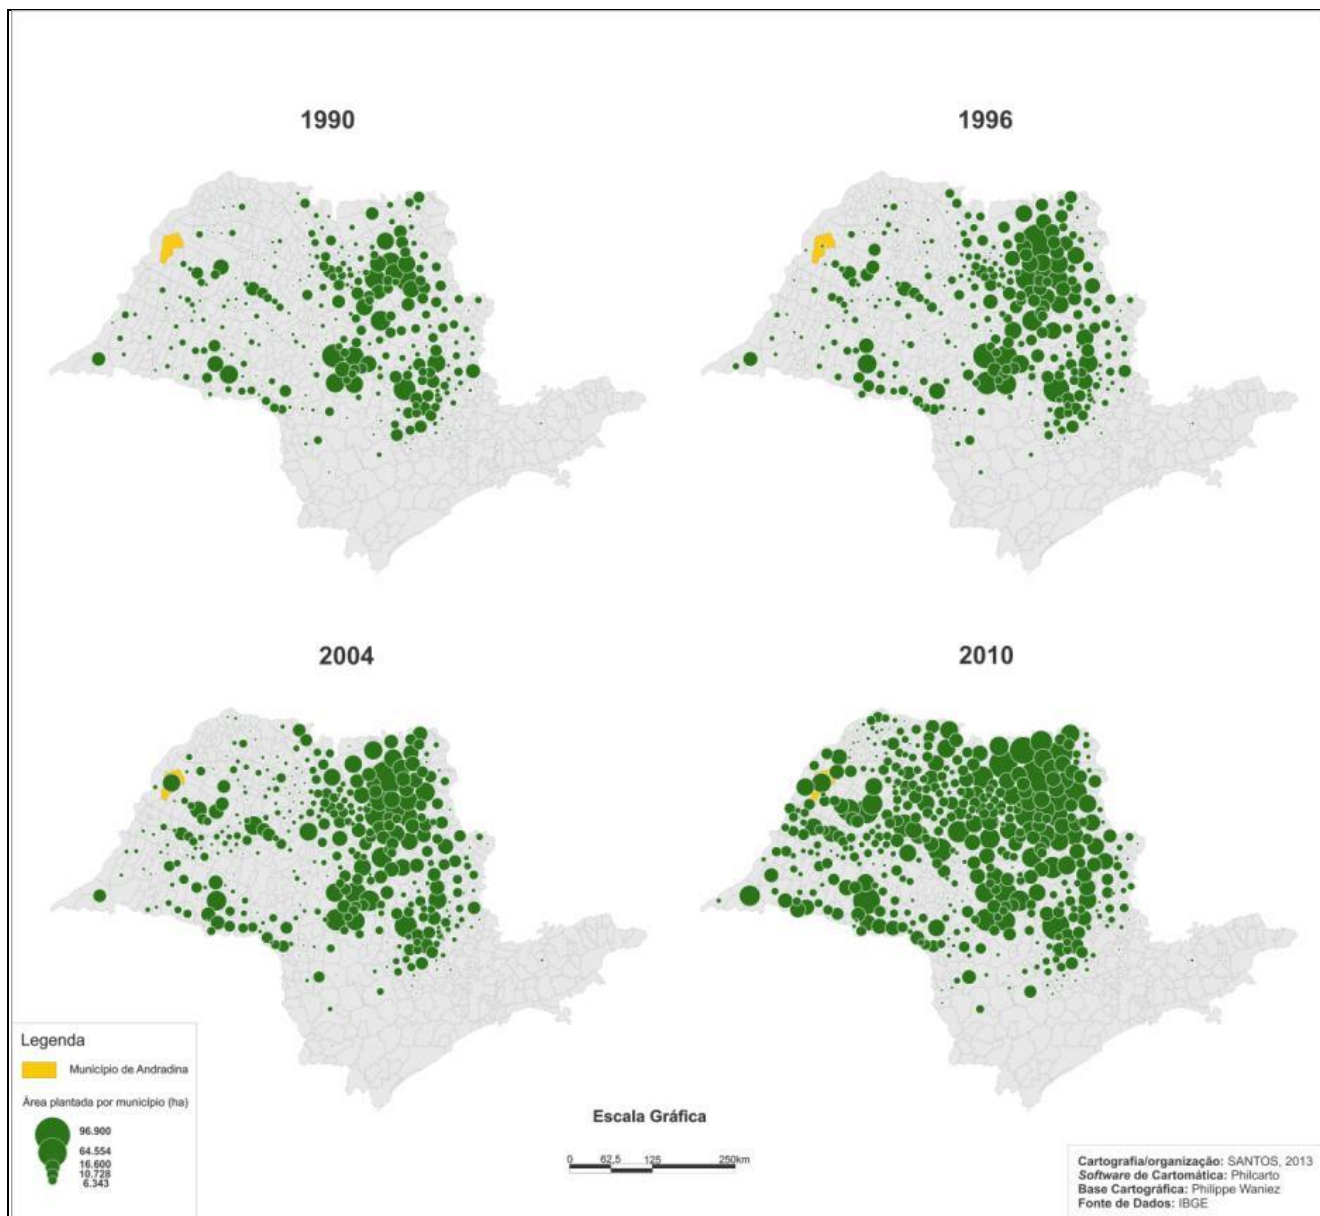 1990
1996
2004
2010
Legenda
Município de Andradina
Área plantada por município (ha)
96.900
64.554
16.600
10.728
6.343
Escala Gráfica
0 62,5 125 250km
Cartografia/organização: SANTOS, 2013
Software de Cartomática: Philcarto
Base Cartográfica: Philippe Waniez
Fonte de Dados: IBGE